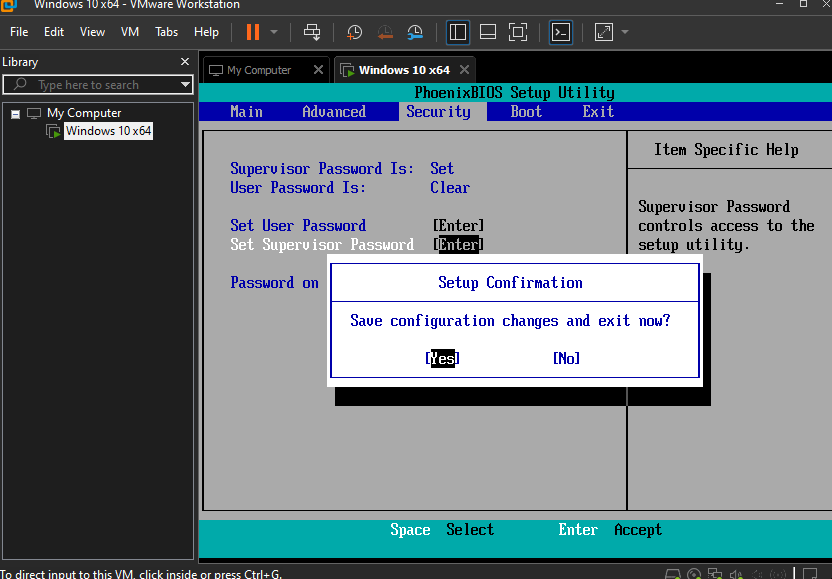 Windows 10 x64 - VMware Workstation
File Edit View VM Tabs Help
Library
Type here to search
My Computer
Windows 10 x64
My Computer
Windows 10 x64
PhoenixBIOS Setup Utility
Main Advanced Security Boot Exit
Supervisor Password Is: Set
User Password Is: Clear
Set User Password [Enter]
Set Supervisor Password [Enter]
Password on
Item Specific Help
Supervisor Password
controls access to the
setup utility.
Setup Confirmation
Save configuration changes and exit now?
[Yes] [No]
Space Select Enter Accept
To direct input to this VM, click inside or press Ctrl+G.